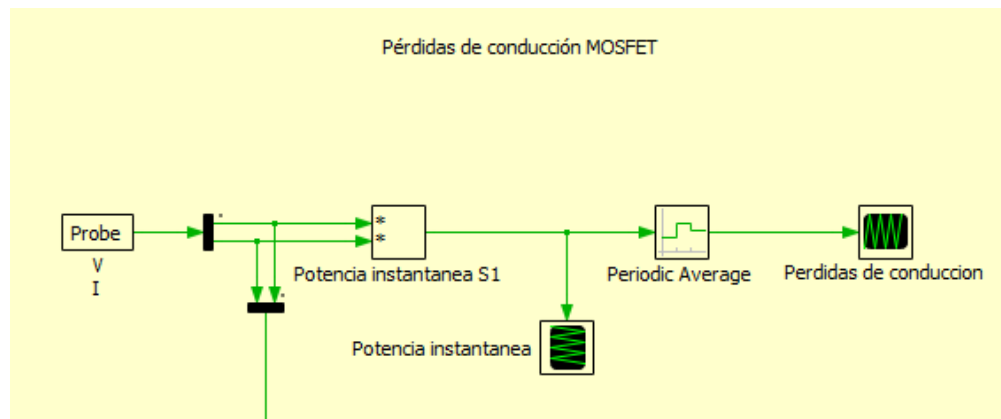 Pérdidas de conducción MOSFET
Probe
V
I
*
*
Potencia instantanea S1
Periodic Average
Perdidas de conduccion
Potencia instantanea